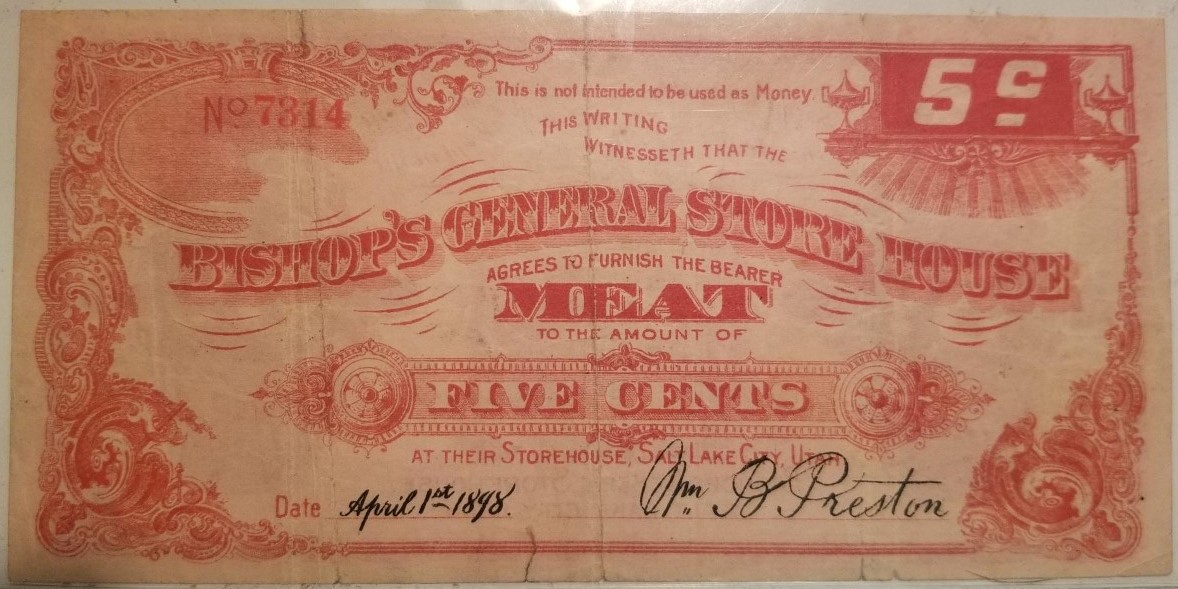 No 7314
This is not intended to be used as Money.
5 c
THIS WRITING
WITNESSETH THAT THE
BISHOP'S GENERAL STORE HOUSE
AGREES TO FURNISH THE BEARER
MEAT
TO THE AMOUNT OF
FIVE CENTS
AT THEIR STOREHOUSE, SALT LAKE CITY, UTAH
Date April 1st 1898.
Wm B Preston